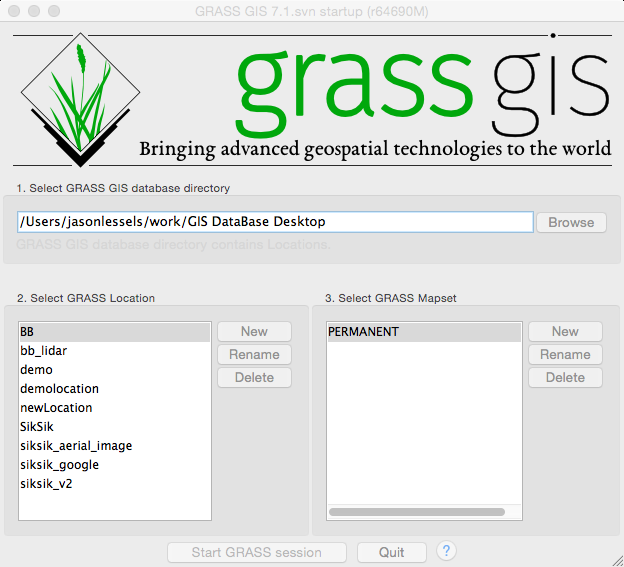 GRASS GIS 7.1.svn startup (r64690M)
grass gis
Bringing advanced geospatial technologies to the world
1. Select GRASS GIS database directory
/Users/jasonlessels/work/GIS DataBase Desktop
Browse
GRASS GIS database directory contains Locations.
2. Select GRASS Location
BB
bb_lidar
demo
demolocation
newLocation
SikSik
siksik_aerial_image
siksik_google
siksik_v2
New
Rename
Delete
3. Select GRASS Mapset
PERMANENT
New
Rename
Delete
Start GRASS session
Quit
?